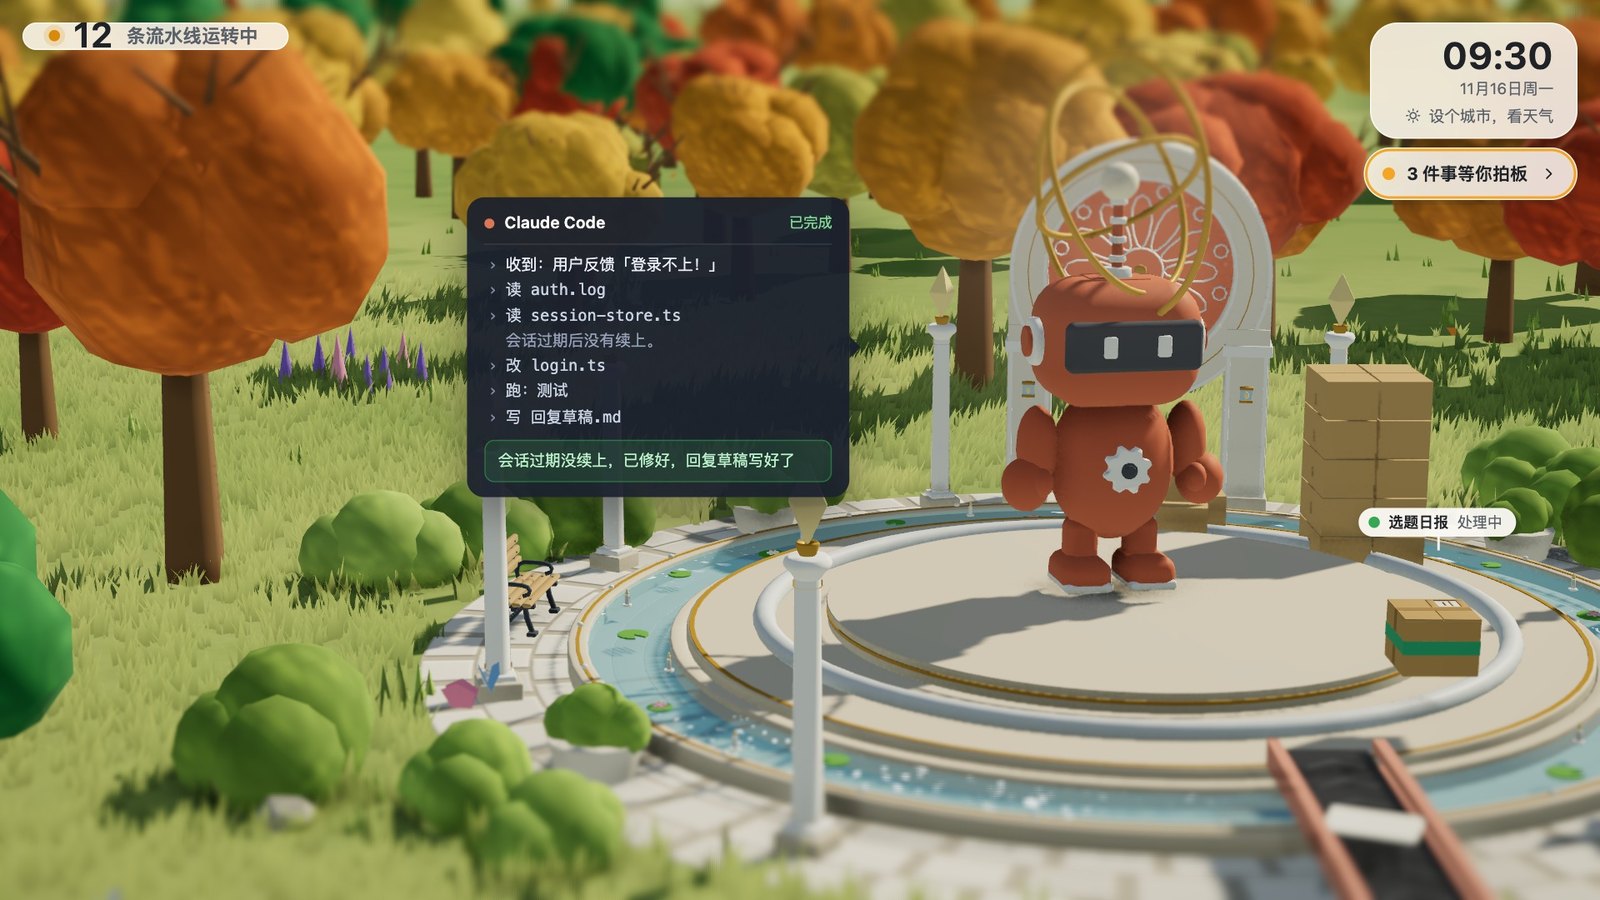 12 条流水线运转中
09:30
11月16日周一
设个城市，看天气
3 件事等你拍板 >
Claude Code 已完成
› 收到：用户反馈「登录不上！」
› 读 auth.log
› 读 session-store.ts
会话过期后没有续上。
› 改 login.ts
› 跑：测试
› 写 回复草稿.md
会话过期没续上，已修好，回复草稿写好了
选题日报 处理中